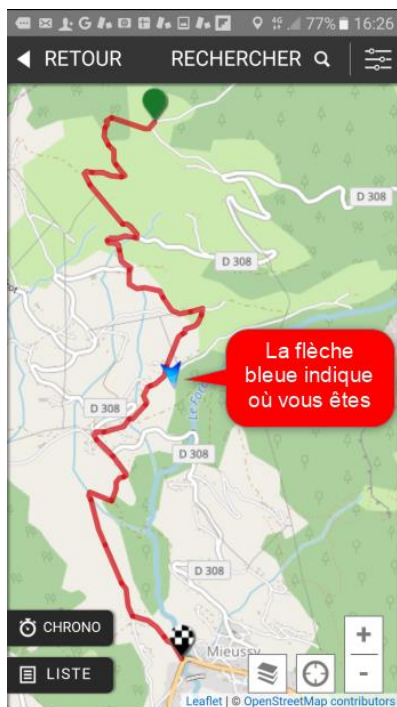 4G 77% 16:26
RETOUR RECHERCHER
D 308
D 308
La flèche
bleue indique
où vous êtes
D 308
D 308
D 308
CHRONO
Mieussy
LISTE
+
-
Leaflet | © OpenStreetMap contributors